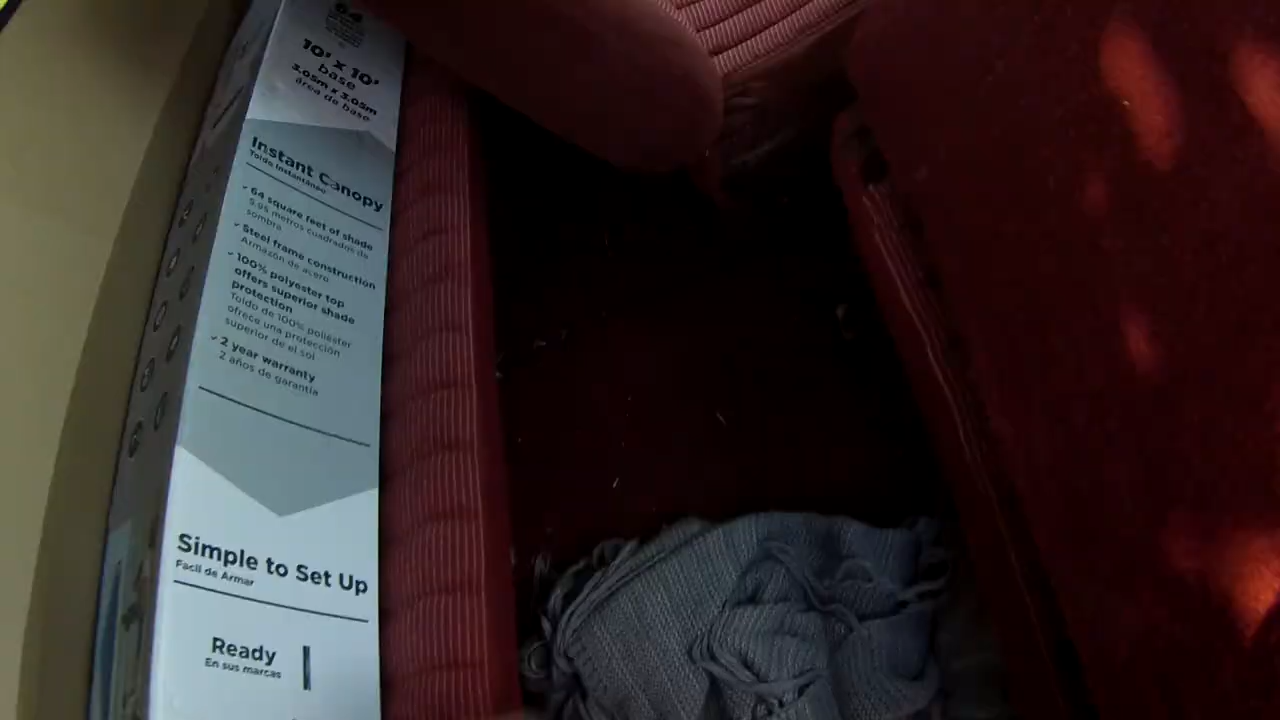 64
10' X 10'
base
3.05m x 3.05m
área de base
Instant Canopy
Toldo Instantáneo
64 square feet of shade
5.95 metros cuadrados de
sombra
Steel frame construction
Armazón de acero
100% polyester top
offers superior shade
protection
Toldo de 100% poliéster
ofrece una protección
superior de el sol
2 year warranty
2 años de garantía
Simple to Set Up
Facil de Armar
Ready
En sus marcas